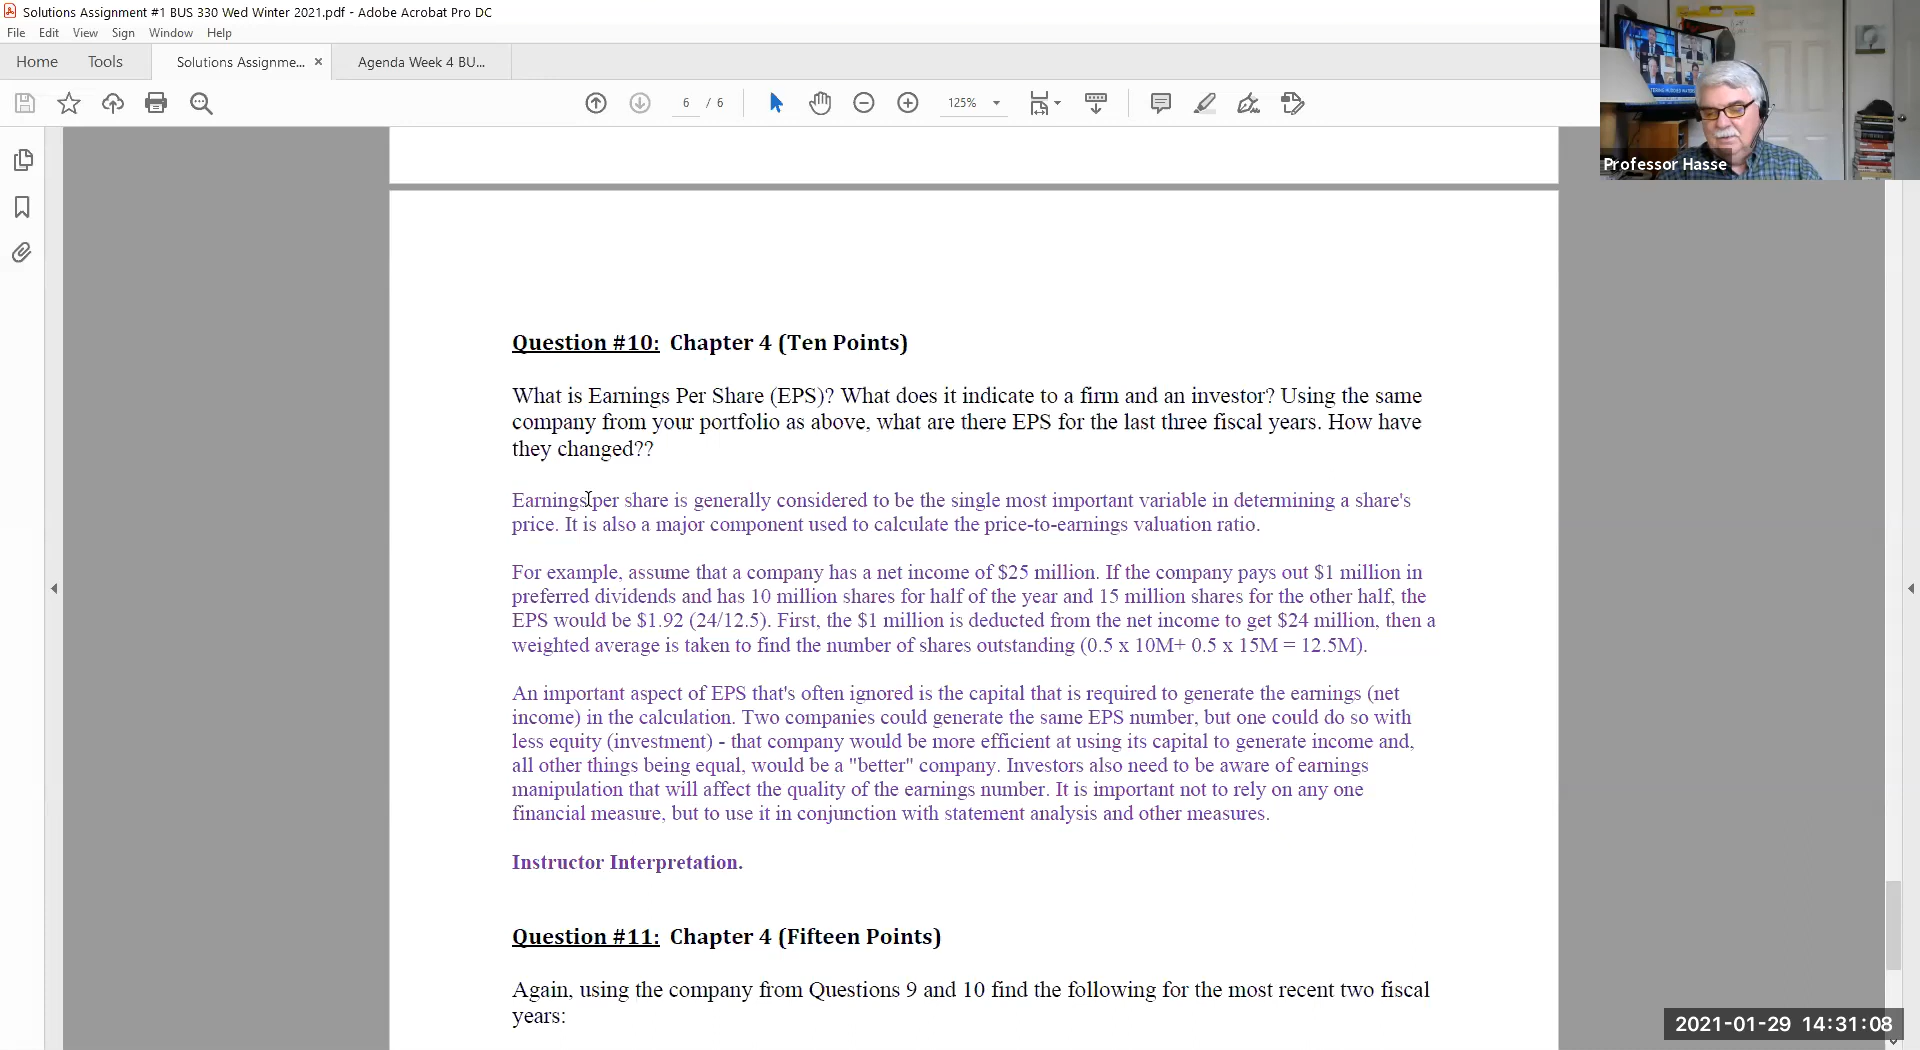 Solutions Assignment #1 BUS 330 Wed Winter 2021.pdf - Adobe Acrobat Pro DC
File Edit View Sign Window Help
Home Tools Solutions Assignme... × Agenda Week 4 BU...
6 / 6 125%
Professor Hasse
Question #10: Chapter 4 (Ten Points)
What is Earnings Per Share (EPS)? What does it indicate to a firm and an investor? Using the same
company from your portfolio as above, what are there EPS for the last three fiscal years. How have
they changed??
Earnings per share is generally considered to be the single most important variable in determining a share's
price. It is also a major component used to calculate the price-to-earnings valuation ratio.
For example, assume that a company has a net income of $25 million. If the company pays out $1 million in
preferred dividends and has 10 million shares for half of the year and 15 million shares for the other half, the
EPS would be $1.92 (24/12.5). First, the $1 million is deducted from the net income to get $24 million, then a
weighted average is taken to find the number of shares outstanding (0.5 x 10M+ 0.5 x 15M = 12.5M).
An important aspect of EPS that's often ignored is the capital that is required to generate the earnings (net
income) in the calculation. Two companies could generate the same EPS number, but one could do so with
less equity (investment) - that company would be more efficient at using its capital to generate income and,
all other things being equal, would be a "better" company. Investors also need to be aware of earnings
manipulation that will affect the quality of the earnings number. It is important not to rely on any one
financial measure, but to use it in conjunction with statement analysis and other measures.
Instructor Interpretation.
Question #11: Chapter 4 (Fifteen Points)
Again, using the company from Questions 9 and 10 find the following for the most recent two fiscal
years:
2021-01-29 14:31:08